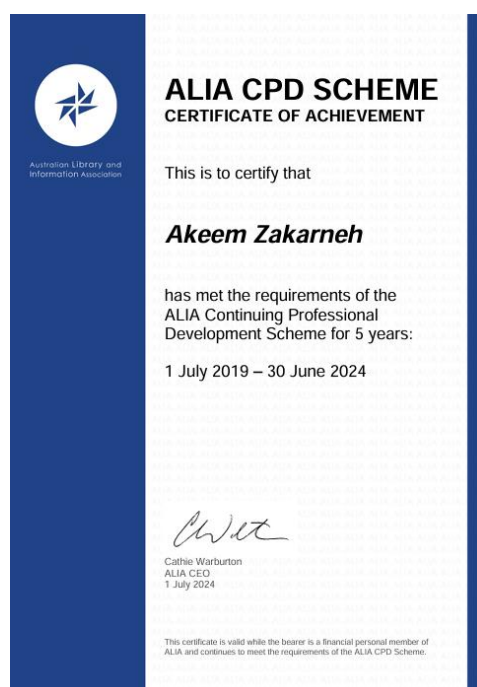 ALIA CPD SCHEME
CERTIFICATE OF ACHIEVEMENT
Australian Library and
Information Association
This is to certify that
Akeem Zakarneh
has met the requirements of the
ALIA Continuing Professional
Development Scheme for 5 years:
1 July 2019 – 30 June 2024
Cathie Warburton
ALIA CEO
1 July 2024
This certificate is valid while the bearer is a financial personal member of
ALIA and continues to meet the requirements of the ALIA CPD Scheme.